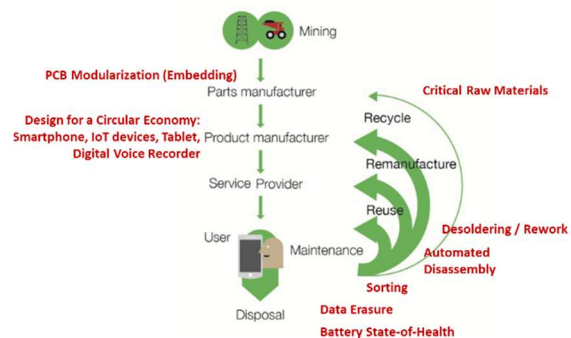 Mining
PCB Modularization (Embedding)
Parts manufacturer
Critical Raw Materials
Recycle
Design for a Circular Economy:
Smartphone, IoT devices, Tablet,
Digital Voice Recorder
Product manufacturer
Remanufacture
Service Provider
Reuse
Desoldering / Rework
User
Maintenance
Automated
Disassembly
Sorting
Data Erasure
Disposal
Battery State-of-Health